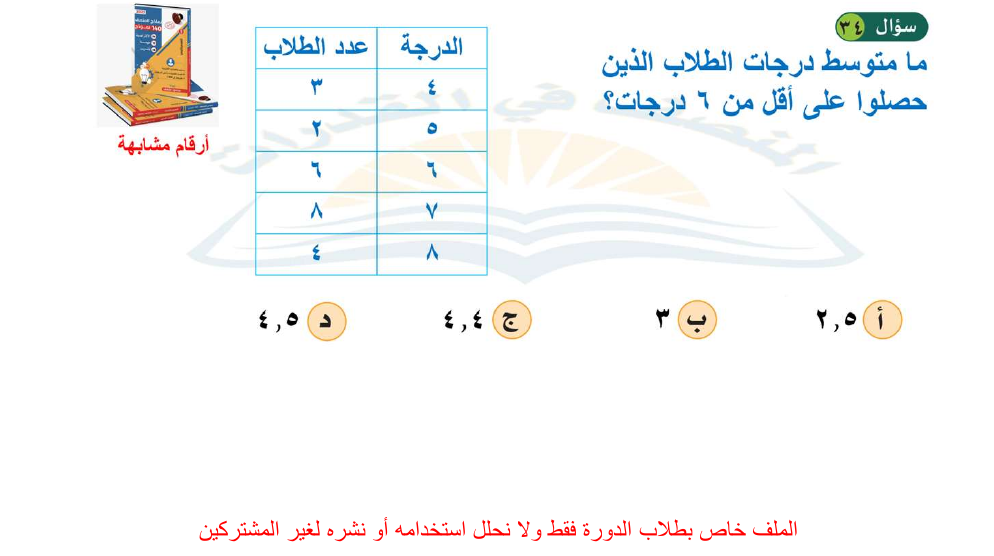 سؤال ٣٤
ما متوسط درجات الطلاب الذين
حصلوا على أقل من ٦ درجات؟
الدرجة عدد الطلاب
٤ ٣
٥ ٢
٦ ٦
٧ ٨
٨ ٤
أرقام مشابهة
أ ٢,٥
ب ٣
ج ٤,٤
د ٤,٥
الملف خاص بطلاب الدورة فقط ولا نحلل استخدامه أو نشره لغير المشتركين